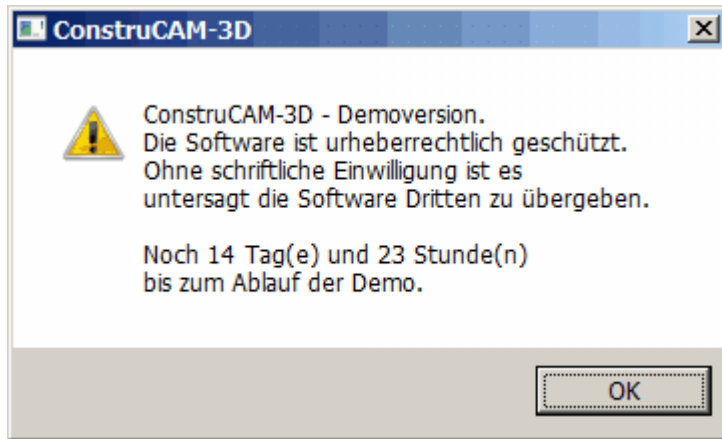 ConstruCAM-3D
ConstruCAM-3D - Demoversion.
Die Software ist urheberrechtlich geschützt.
Ohne schriftliche Einwilligung ist es
untersagt die Software Dritten zu übergeben.
Noch 14 Tag(e) und 23 Stunde(n)
bis zum Ablauf der Demo.
OK